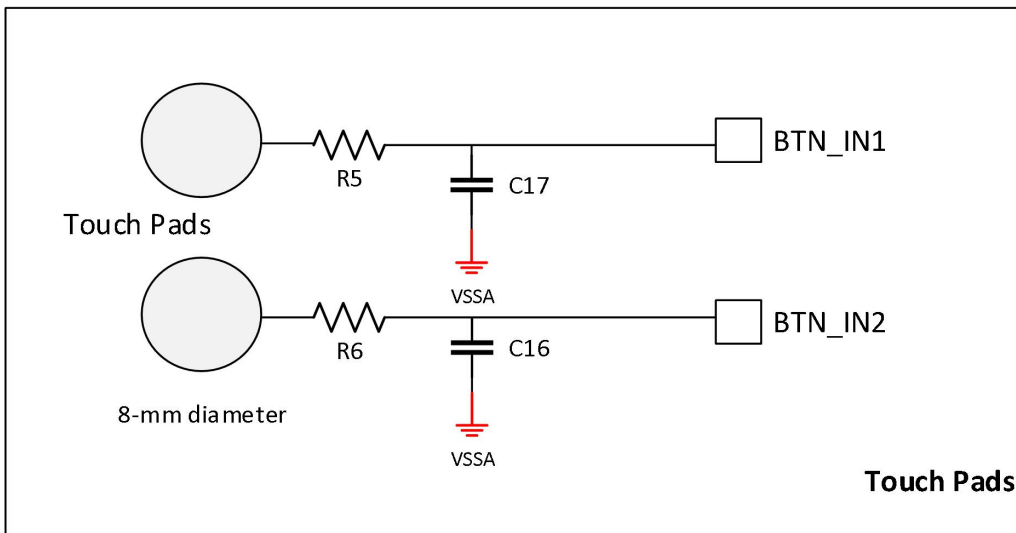 BTN_IN1
R5
C17
Touch Pads
VSSA
BTN_IN2
R6
C16
8-mm diameter
VSSA
Touch Pads